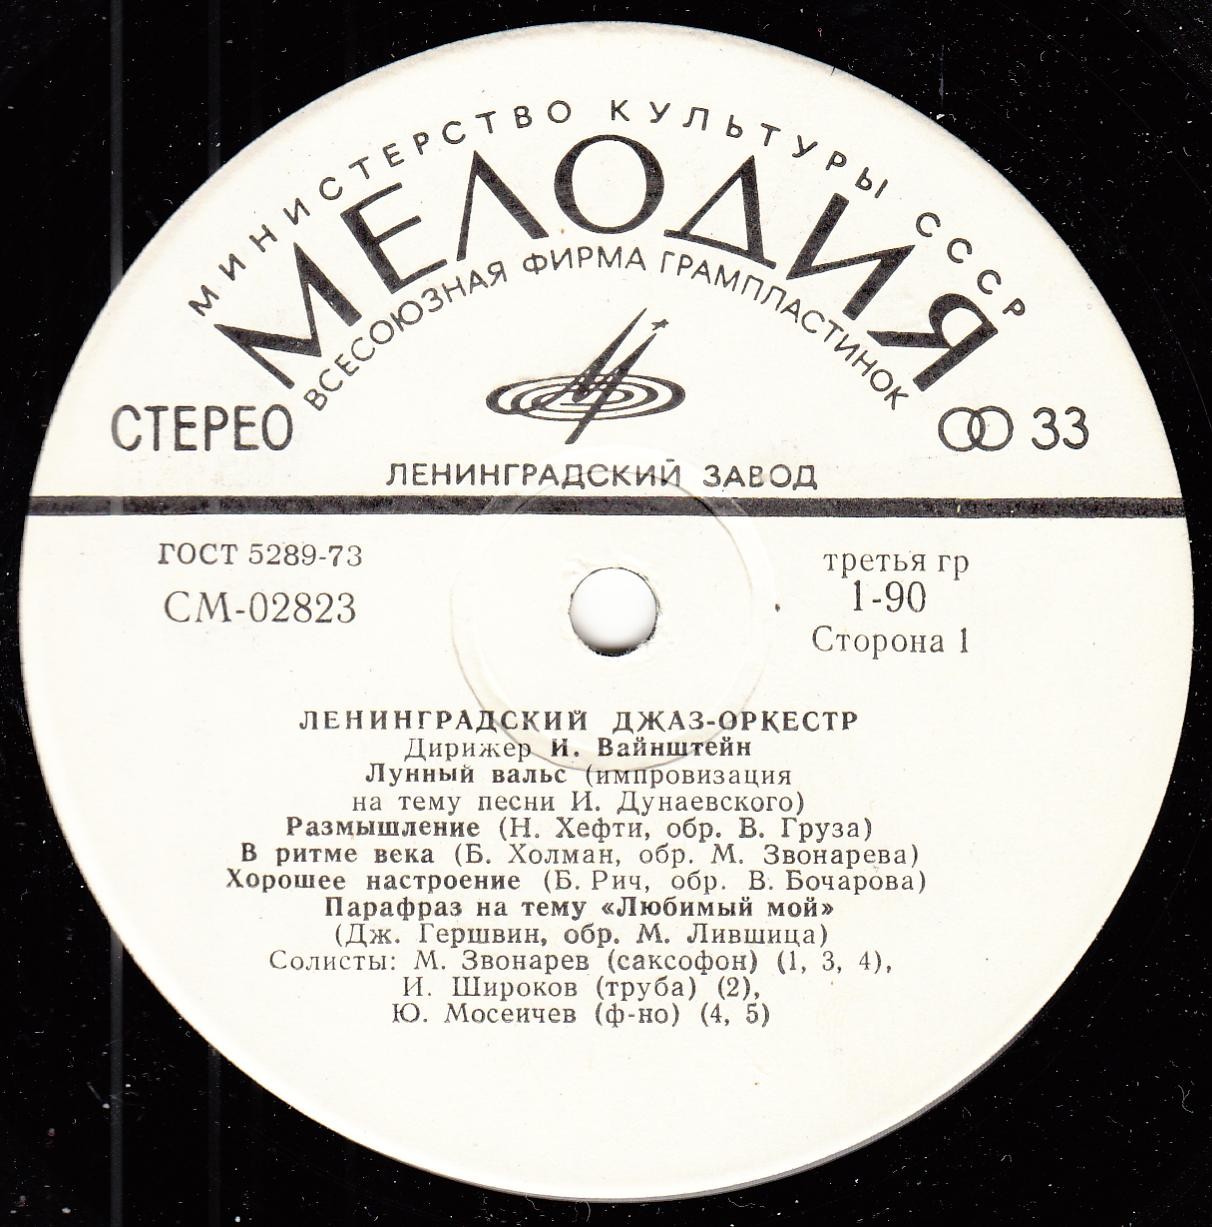 МИНИСТЕРСТВО КУЛЬТУРЫ СССР
МЕЛОДИЯ
ВСЕСОЮЗНАЯ ФИРМА ГРАМПЛАСТИНОК
СТЕРЕО
33
ЛЕНИНГРАДСКИЙ ЗАВОД
ГОСТ 5289-73
СМ-02823
третья гр
1-90
Сторона 1
ЛЕНИНГРАДСКИЙ ДЖАЗ-ОРКЕСТР
Дирижер И. Вайнштейн
Лунный вальс (импровизация
на тему песни И. Дунаевского)
Размышление (Н. Хефти, обр. В. Груза)
В ритме века (Б. Холман, обр. М. Звонарева)
Хорошее настроение (Б. Рич, обр. В. Бочарова)
Парафраз на тему «Любимый мой»
(Дж. Гершвин, обр. М. Лившица)
Солисты: М. Звонарев (саксофон) (1, 3, 4),
И. Широков (труба) (2),
Ю. Мосеичев (ф-но) (4, 5)